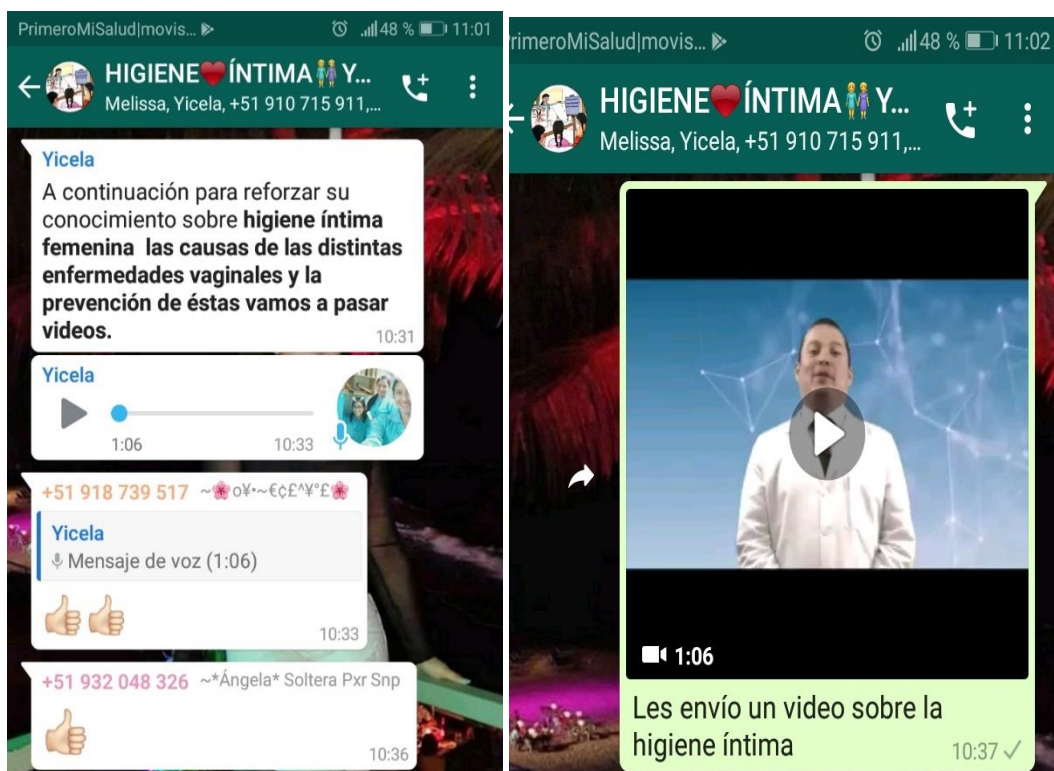 PrimeroMiSalud|movis... 48 % 11:01
HIGIENE❤️ÍNTIMA👭Y...
Melissa, Yicela, +51 910 715 911,...
Yicela
A continuación para reforzar su
conocimiento sobre higiene íntima
femenina las causas de las distintas
enfermedades vaginales y la
prevención de éstas vamos a pasar
videos.
10:31
Yicela
1:06 10:33
+51 918 739 517 ~🌸o¥•~€¢£^¥°£🌸
Yicela
Mensaje de voz (1:06)
👍🏻👍🏻
10:33
+51 932 048 326 ~*Ángela* Soltera Pxr Snp
👍🏻
10:36
rimeroMiSalud|movis... 48 % 11:02
HIGIENE❤️ÍNTIMA👭Y...
Melissa, Yicela, +51 910 715 911,...
1:06
Les envío un video sobre la
higiene íntima
10:37